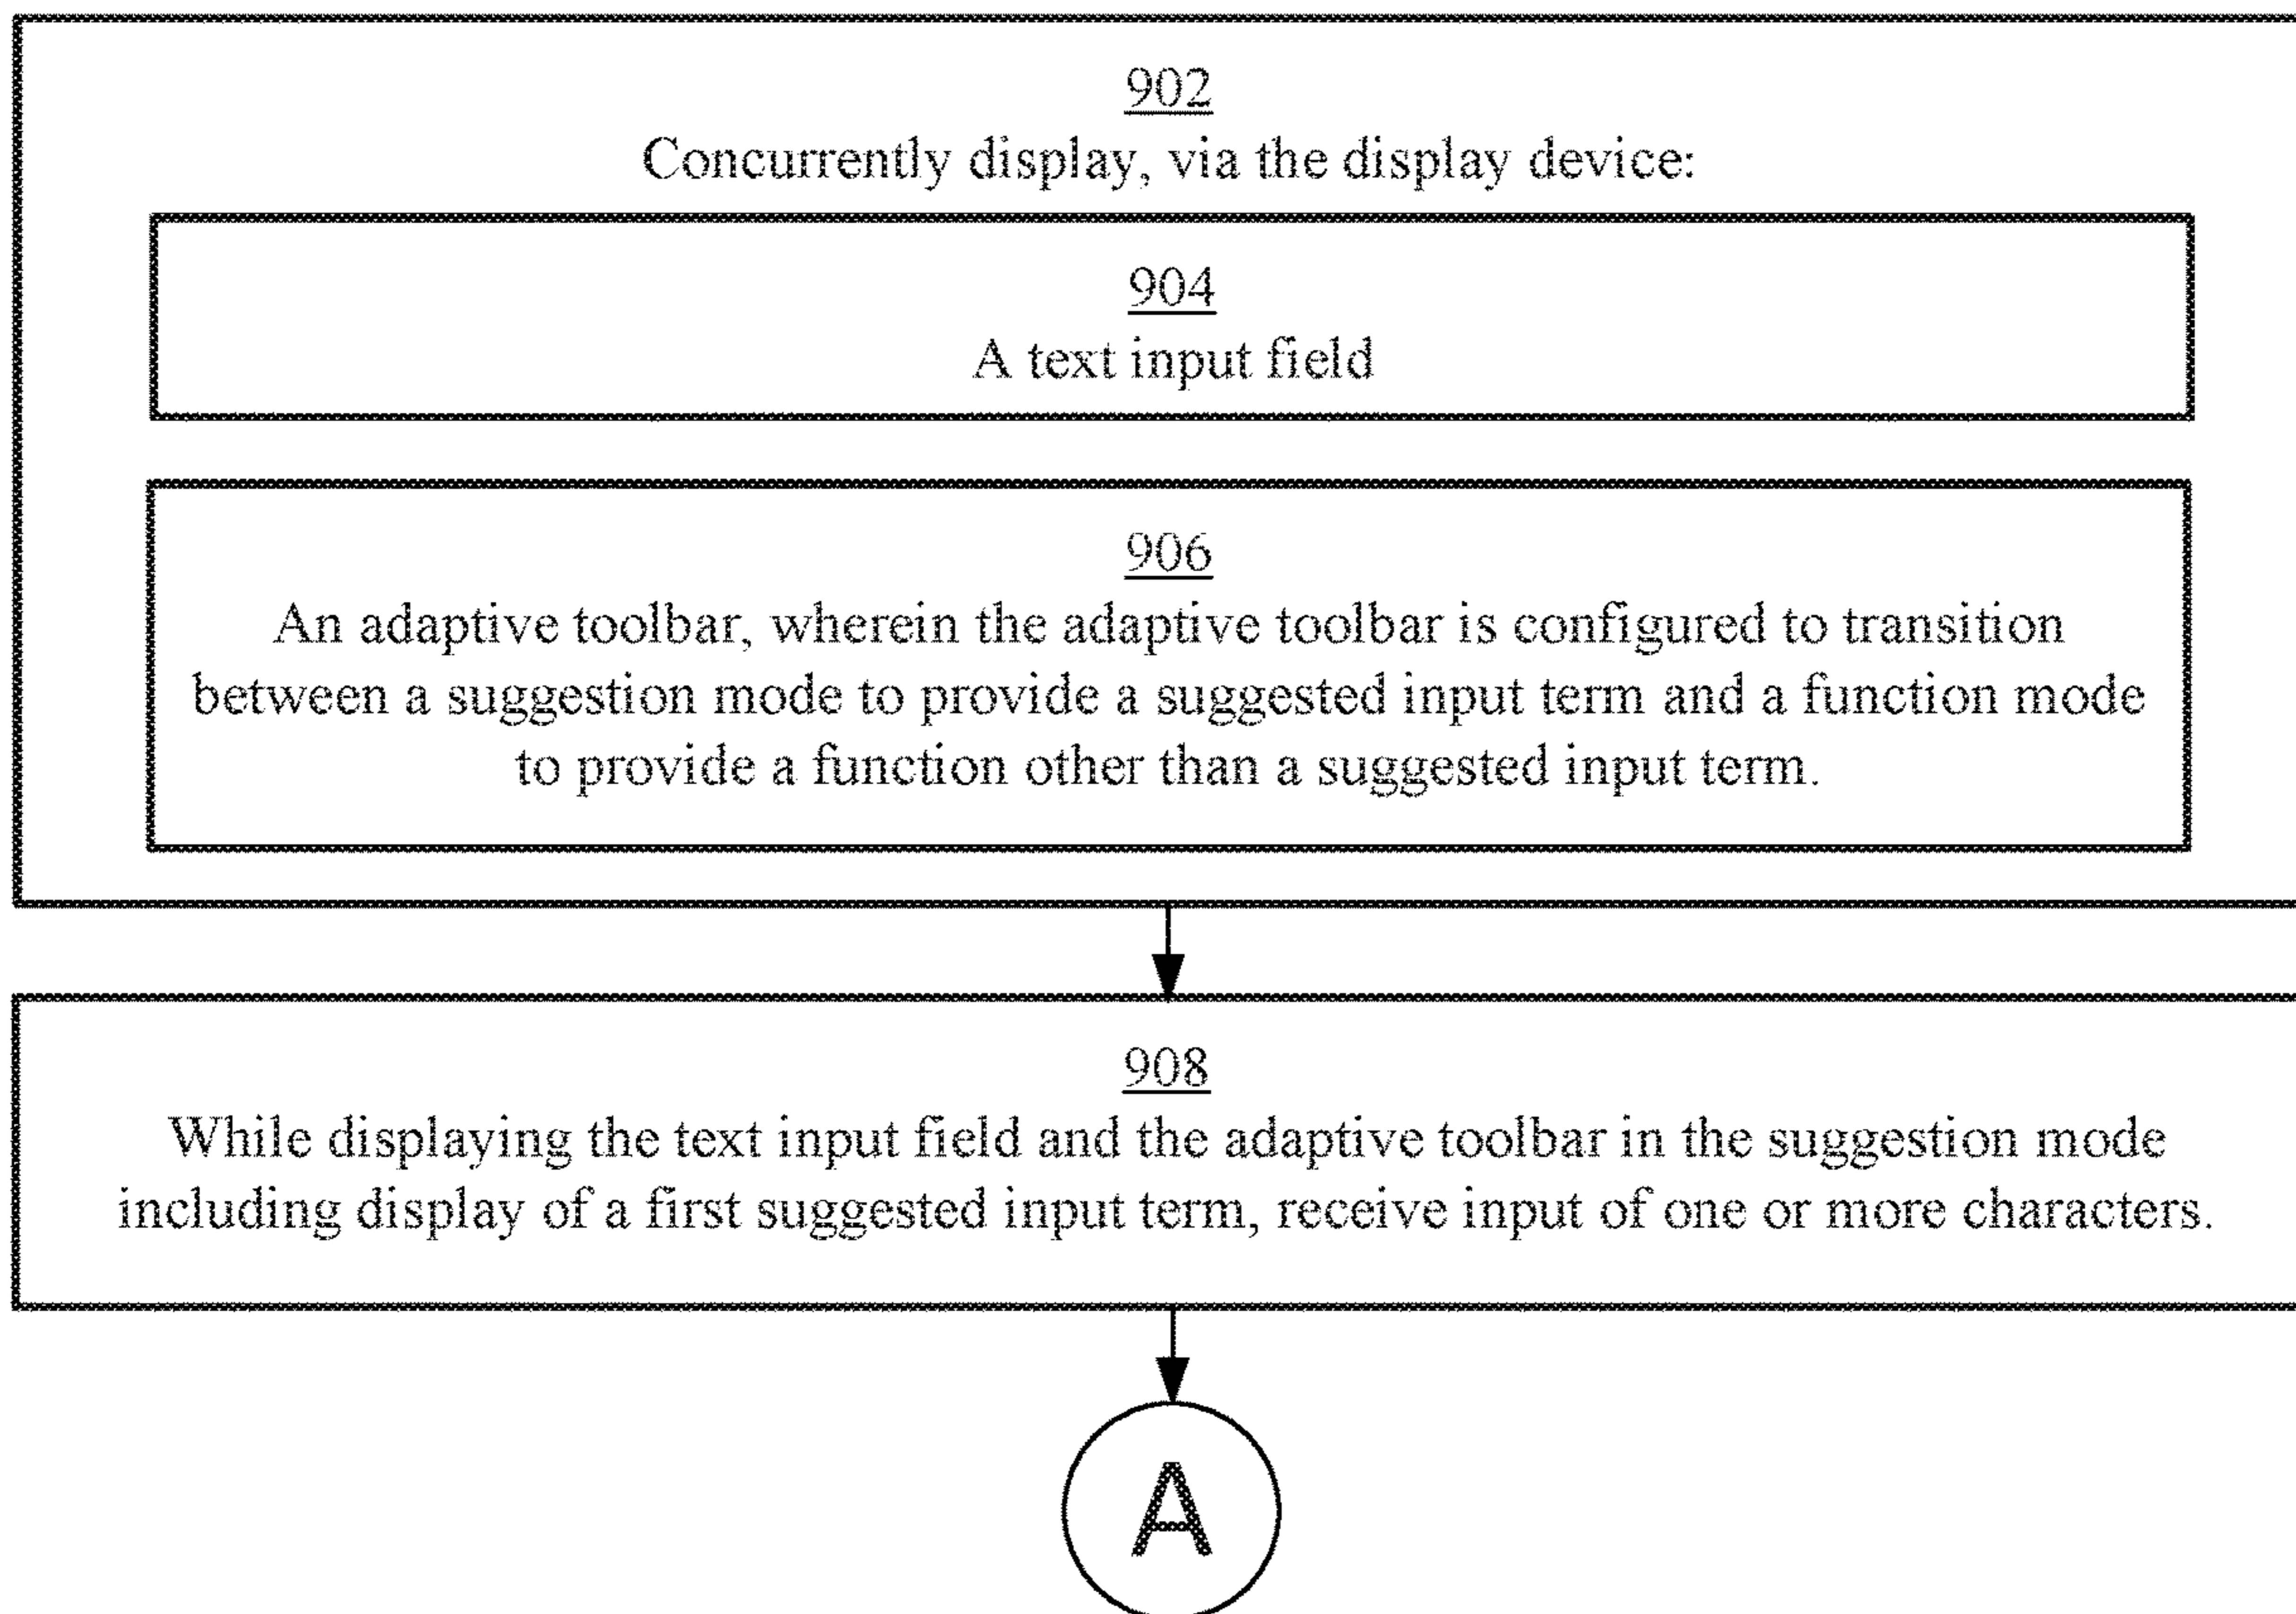 902
Concurrently display, via the display device:
904
A text input field
906
An adaptive toolbar, wherein the adaptive toolbar is configured to transition
between a suggestion mode to provide a suggested input term and a function mode
to provide a function other than a suggested input term.
908
While displaying the text input field and the adaptive toolbar in the suggestion mode
including display of a first suggested input term, receive input of one or more characters.
A